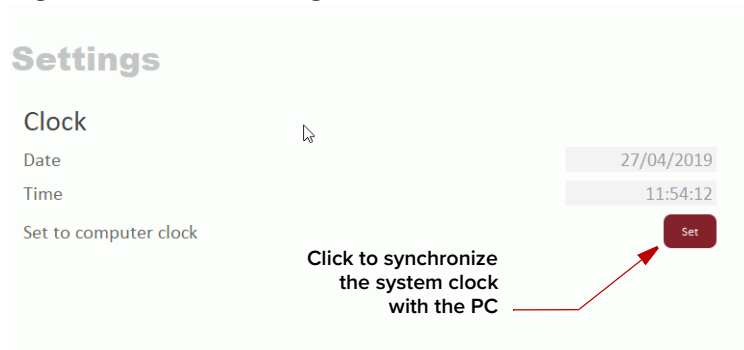 Settings
Clock
Date 27/04/2019
Time 11:54:12
Set to computer clock Set
Click to synchronize
the system clock
with the PC